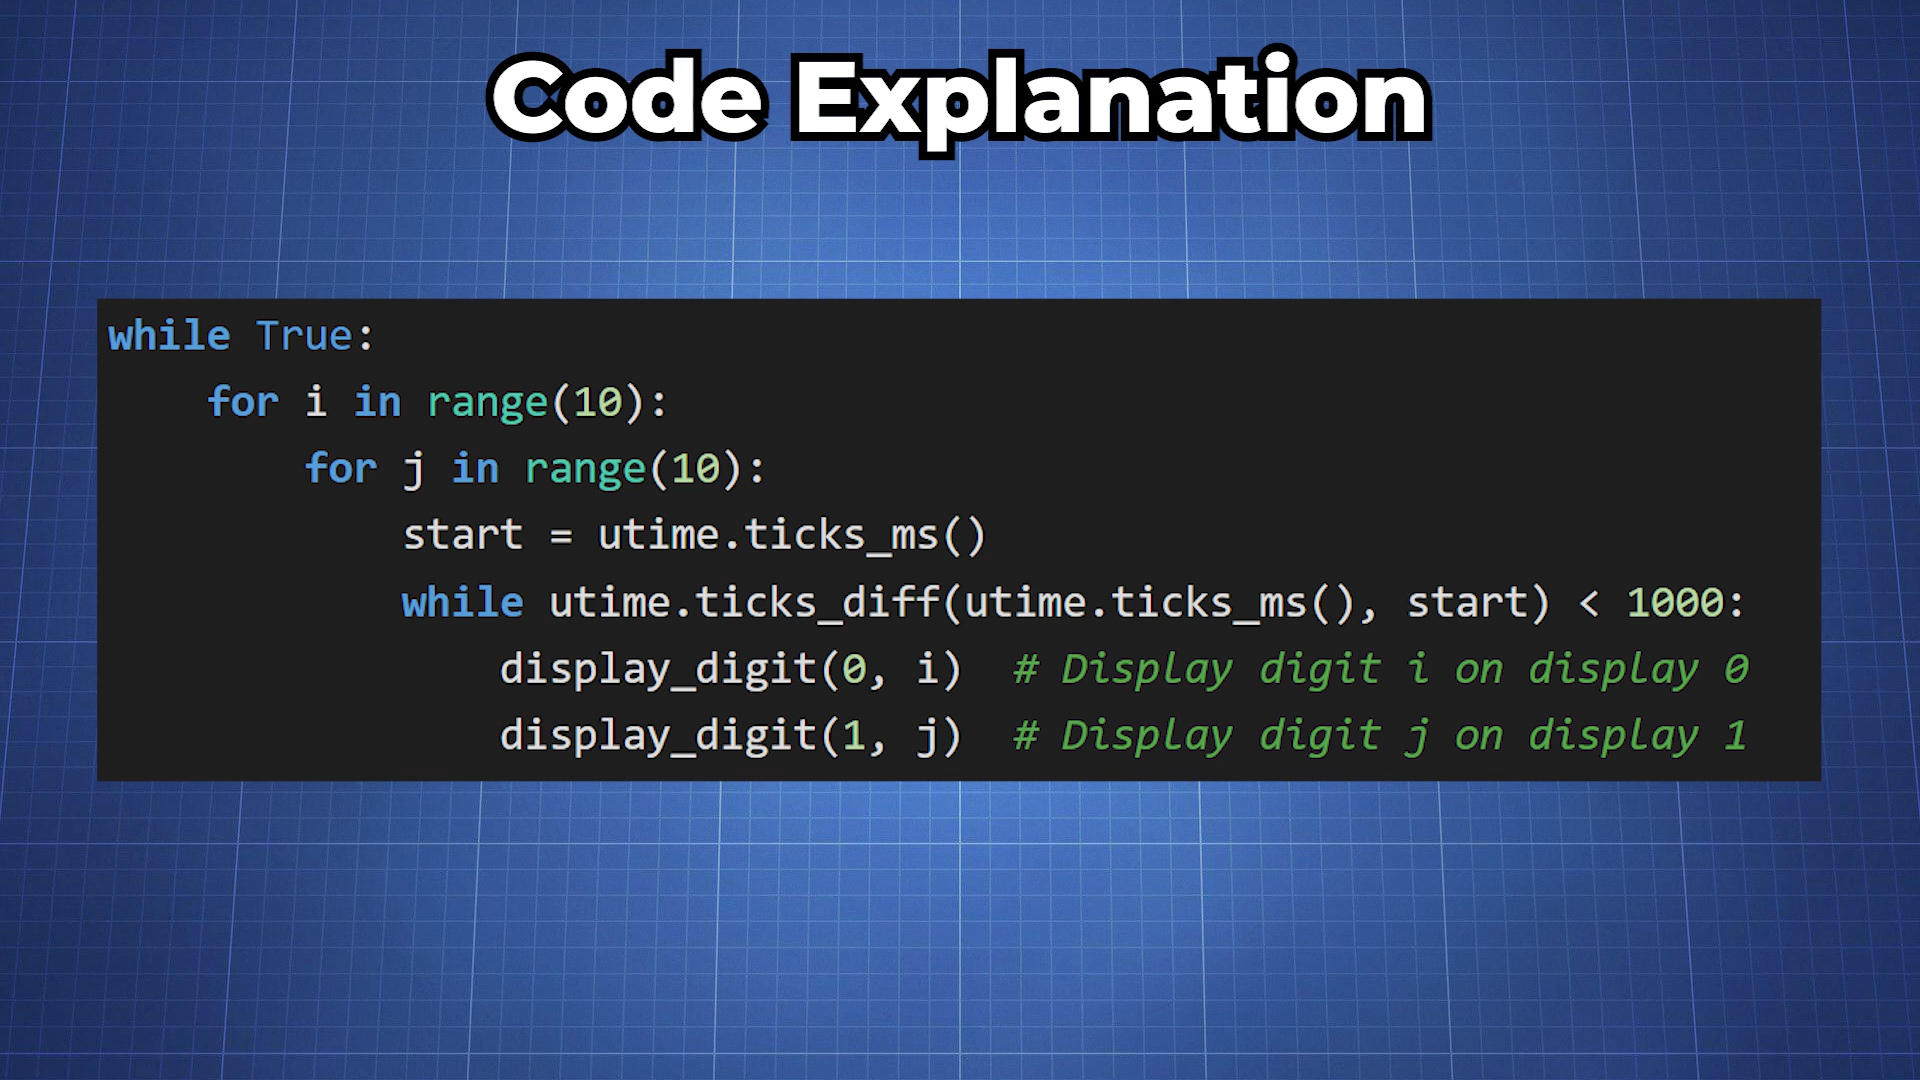 Code Explanation
while True:
    for i in range(10):
        for j in range(10):
            start = utime.ticks_ms()
            while utime.ticks_diff(utime.ticks_ms(), start) < 1000:
                display_digit(0, i)  # Display digit i on display 0
                display_digit(1, j)  # Display digit j on display 1